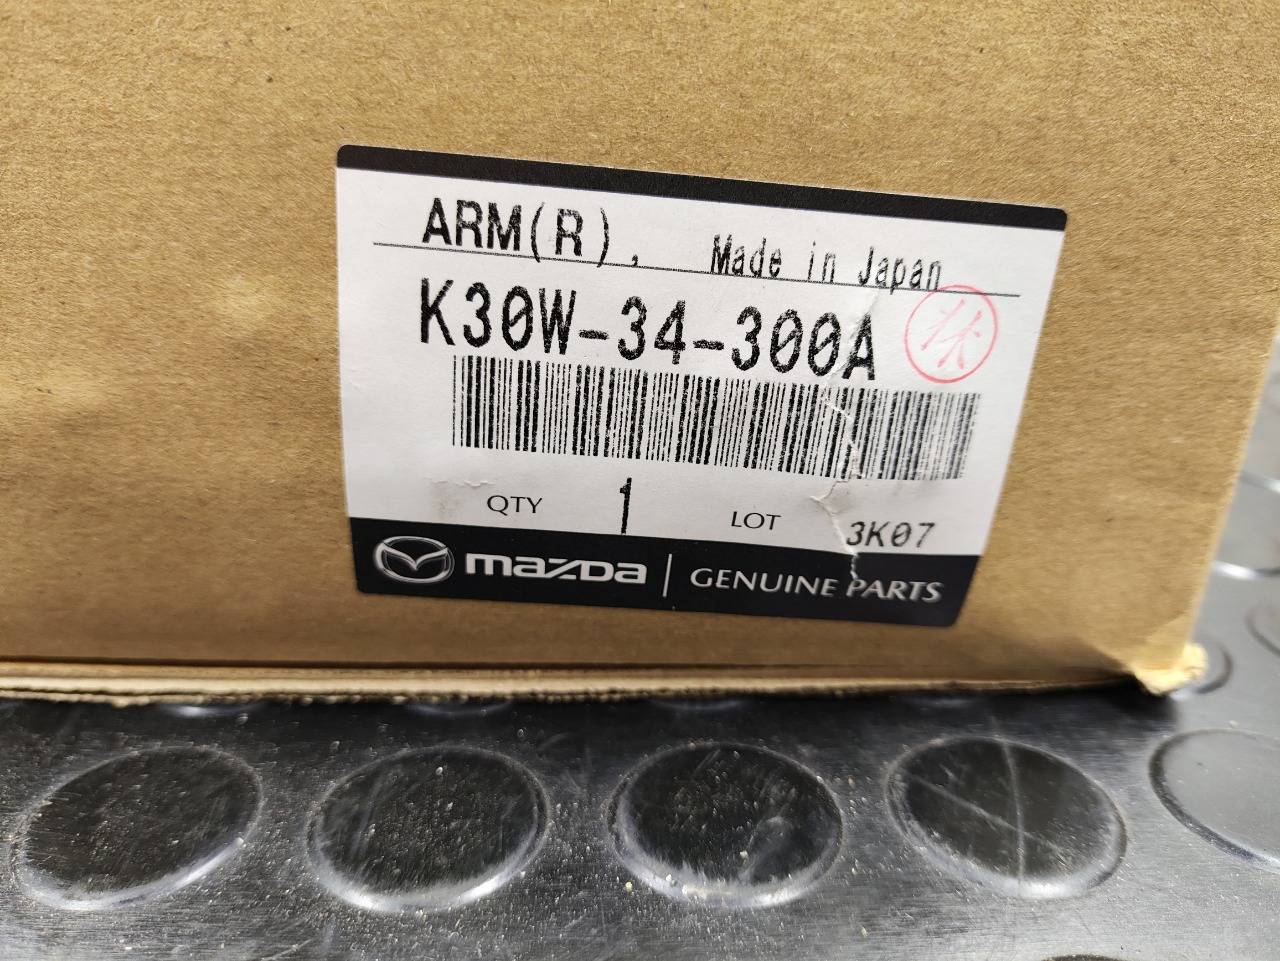 ARM(R), Made in Japan
K30W-34-300A
QTY 1 LOT 3K07
mazda | GENUINE PARTS